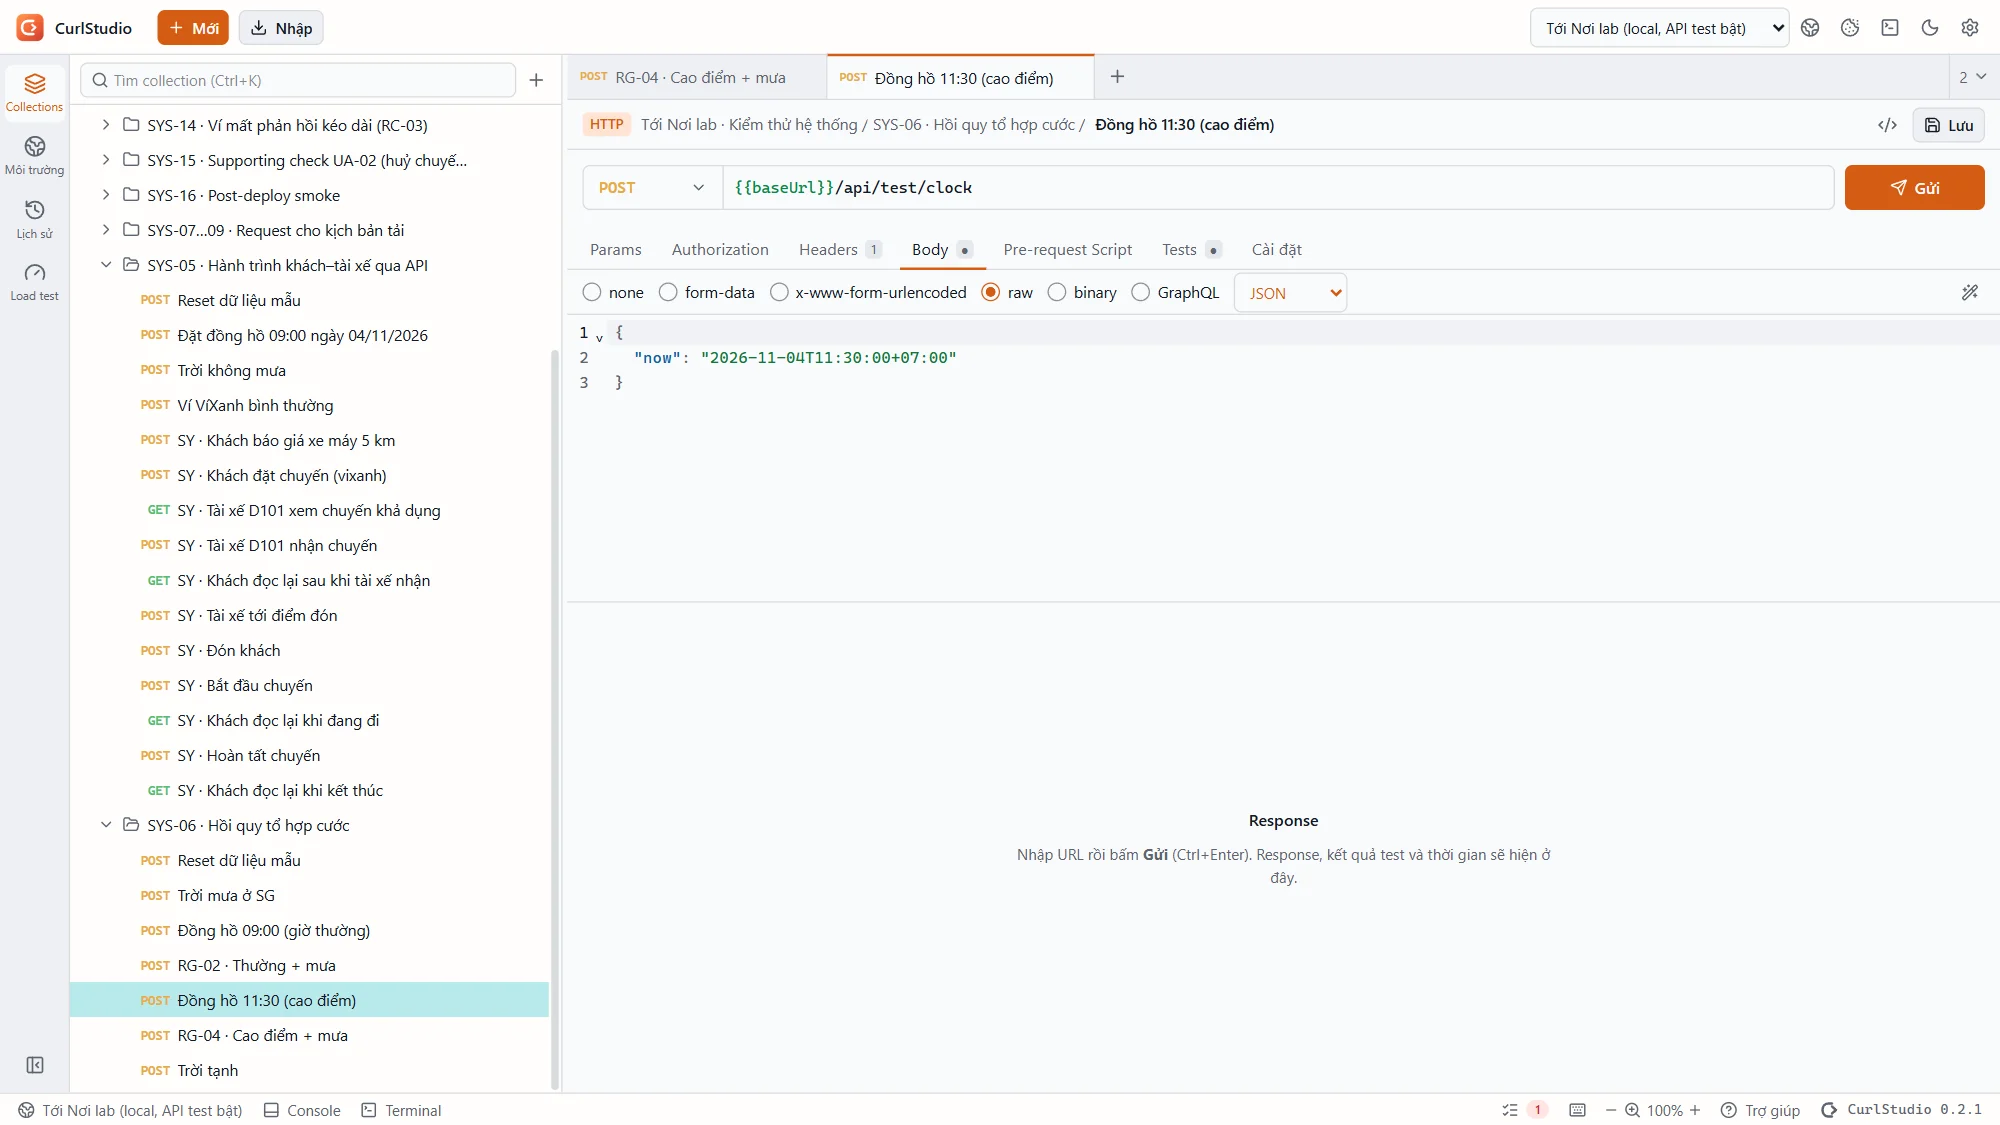 CurlStudio
Mới
Nhập
Tới Nơi lab (local, API test bật)
Collections
Môi trường
Lịch sử
Load test
Tìm collection (Ctrl+K)
SYS-14 · Ví mất phản hồi kéo dài (RC-03)
SYS-15 · Supporting check UA-02 (huỷ chuyế...
SYS-16 · Post-deploy smoke
SYS-07...09 · Request cho kịch bản tải
SYS-05 · Hành trình khách–tài xế qua API
POST Reset dữ liệu mẫu
POST Đặt đồng hồ 09:00 ngày 04/11/2026
POST Trời không mưa
POST Ví VíXanh bình thường
POST SY · Khách báo giá xe máy 5 km
POST SY · Khách đặt chuyến (vixanh)
GET SY · Tài xế D101 xem chuyến khả dụng
POST SY · Tài xế D101 nhận chuyến
GET SY · Khách đọc lại sau khi tài xế nhận
POST SY · Tài xế tới điểm đón
POST SY · Đón khách
POST SY · Bắt đầu chuyến
GET SY · Khách đọc lại khi đang đi
POST SY · Hoàn tất chuyến
GET SY · Khách đọc lại khi kết thúc
SYS-06 · Hồi quy tổ hợp cước
POST Reset dữ liệu mẫu
POST Trời mưa ở SG
POST Đồng hồ 09:00 (giờ thường)
POST RG-02 · Thường + mưa
POST Đồng hồ 11:30 (cao điểm)
POST RG-04 · Cao điểm + mưa
POST Trời tạnh
POST RG-04 · Cao điểm + mưa
POST Đồng hồ 11:30 (cao điểm)
2
HTTP Tới Nơi lab · Kiểm thử hệ thống / SYS-06 · Hồi quy tổ hợp cước / Đồng hồ 11:30 (cao điểm)
</> Lưu
POST {{baseUrl}}/api/test/clock
Gửi
Params Authorization Headers 1 Body Pre-request Script Tests Cài đặt
none form-data x-www-form-urlencoded raw binary GraphQL JSON
1 {
2 "now": "2026-11-04T11:30:00+07:00"
3 }
Response
Nhập URL rồi bấm Gửi (Ctrl+Enter). Response, kết quả test và thời gian sẽ hiện ở
đây.
Tới Nơi lab (local, API test bật) Console Terminal
1 100% Trợ giúp CurlStudio 0.2.1